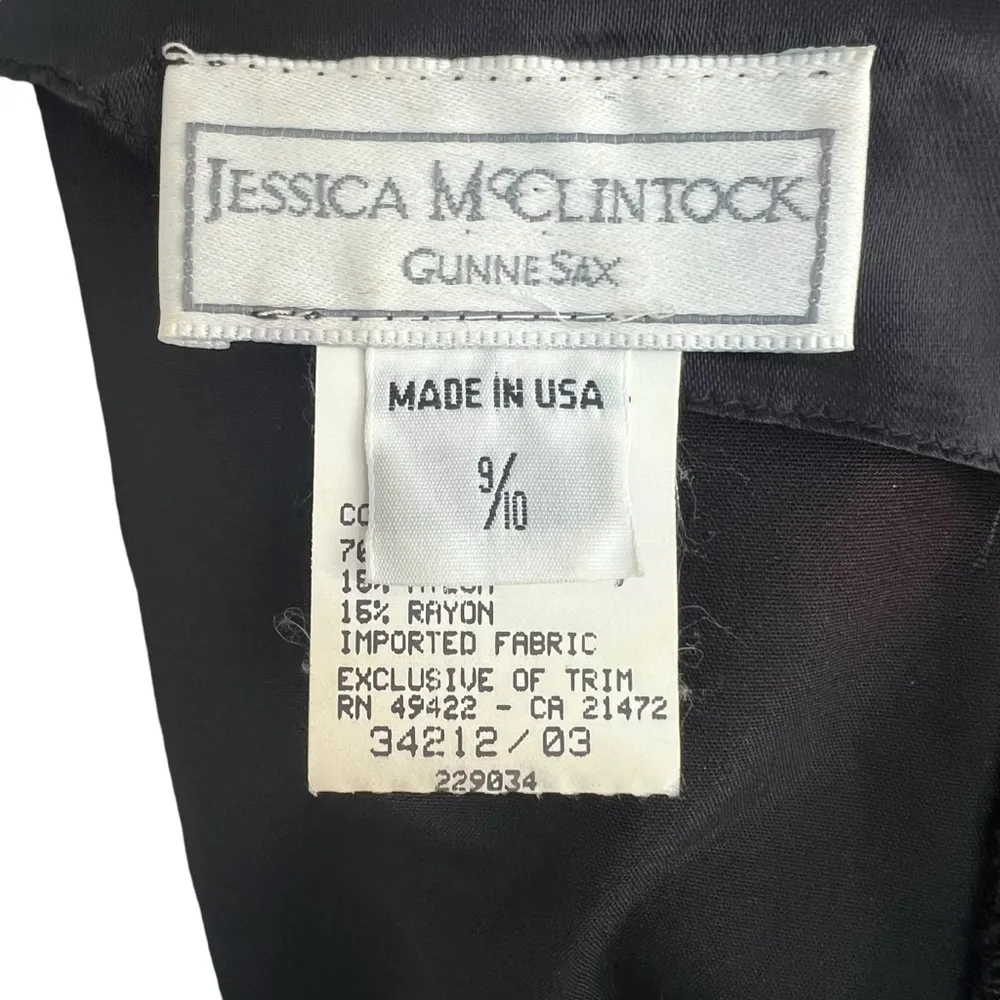 JESSICA McCLINTOCK
GUNNE SAX
MADE IN USA
9/10
15% RAYON
IMPORTED FABRIC
EXCLUSIVE OF TRIM
RN 49422 - CA 21472
34212/03
229034